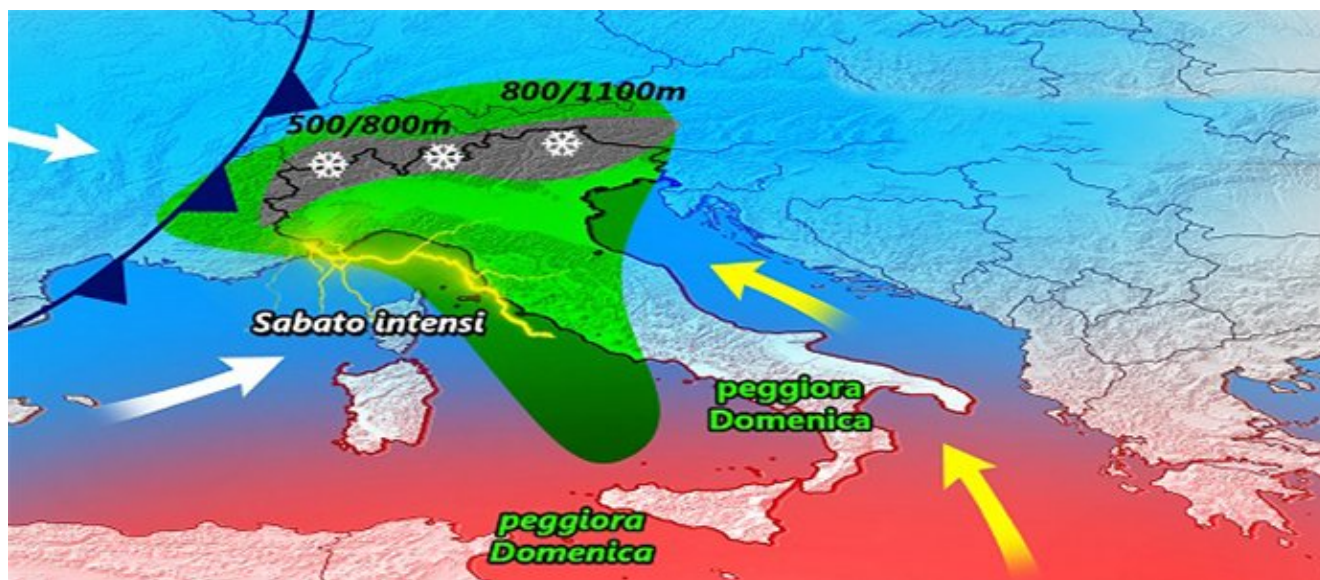 800/1100m
500/800m
Sabato intensi
peggiora
Domenica
peggiora
Domenica